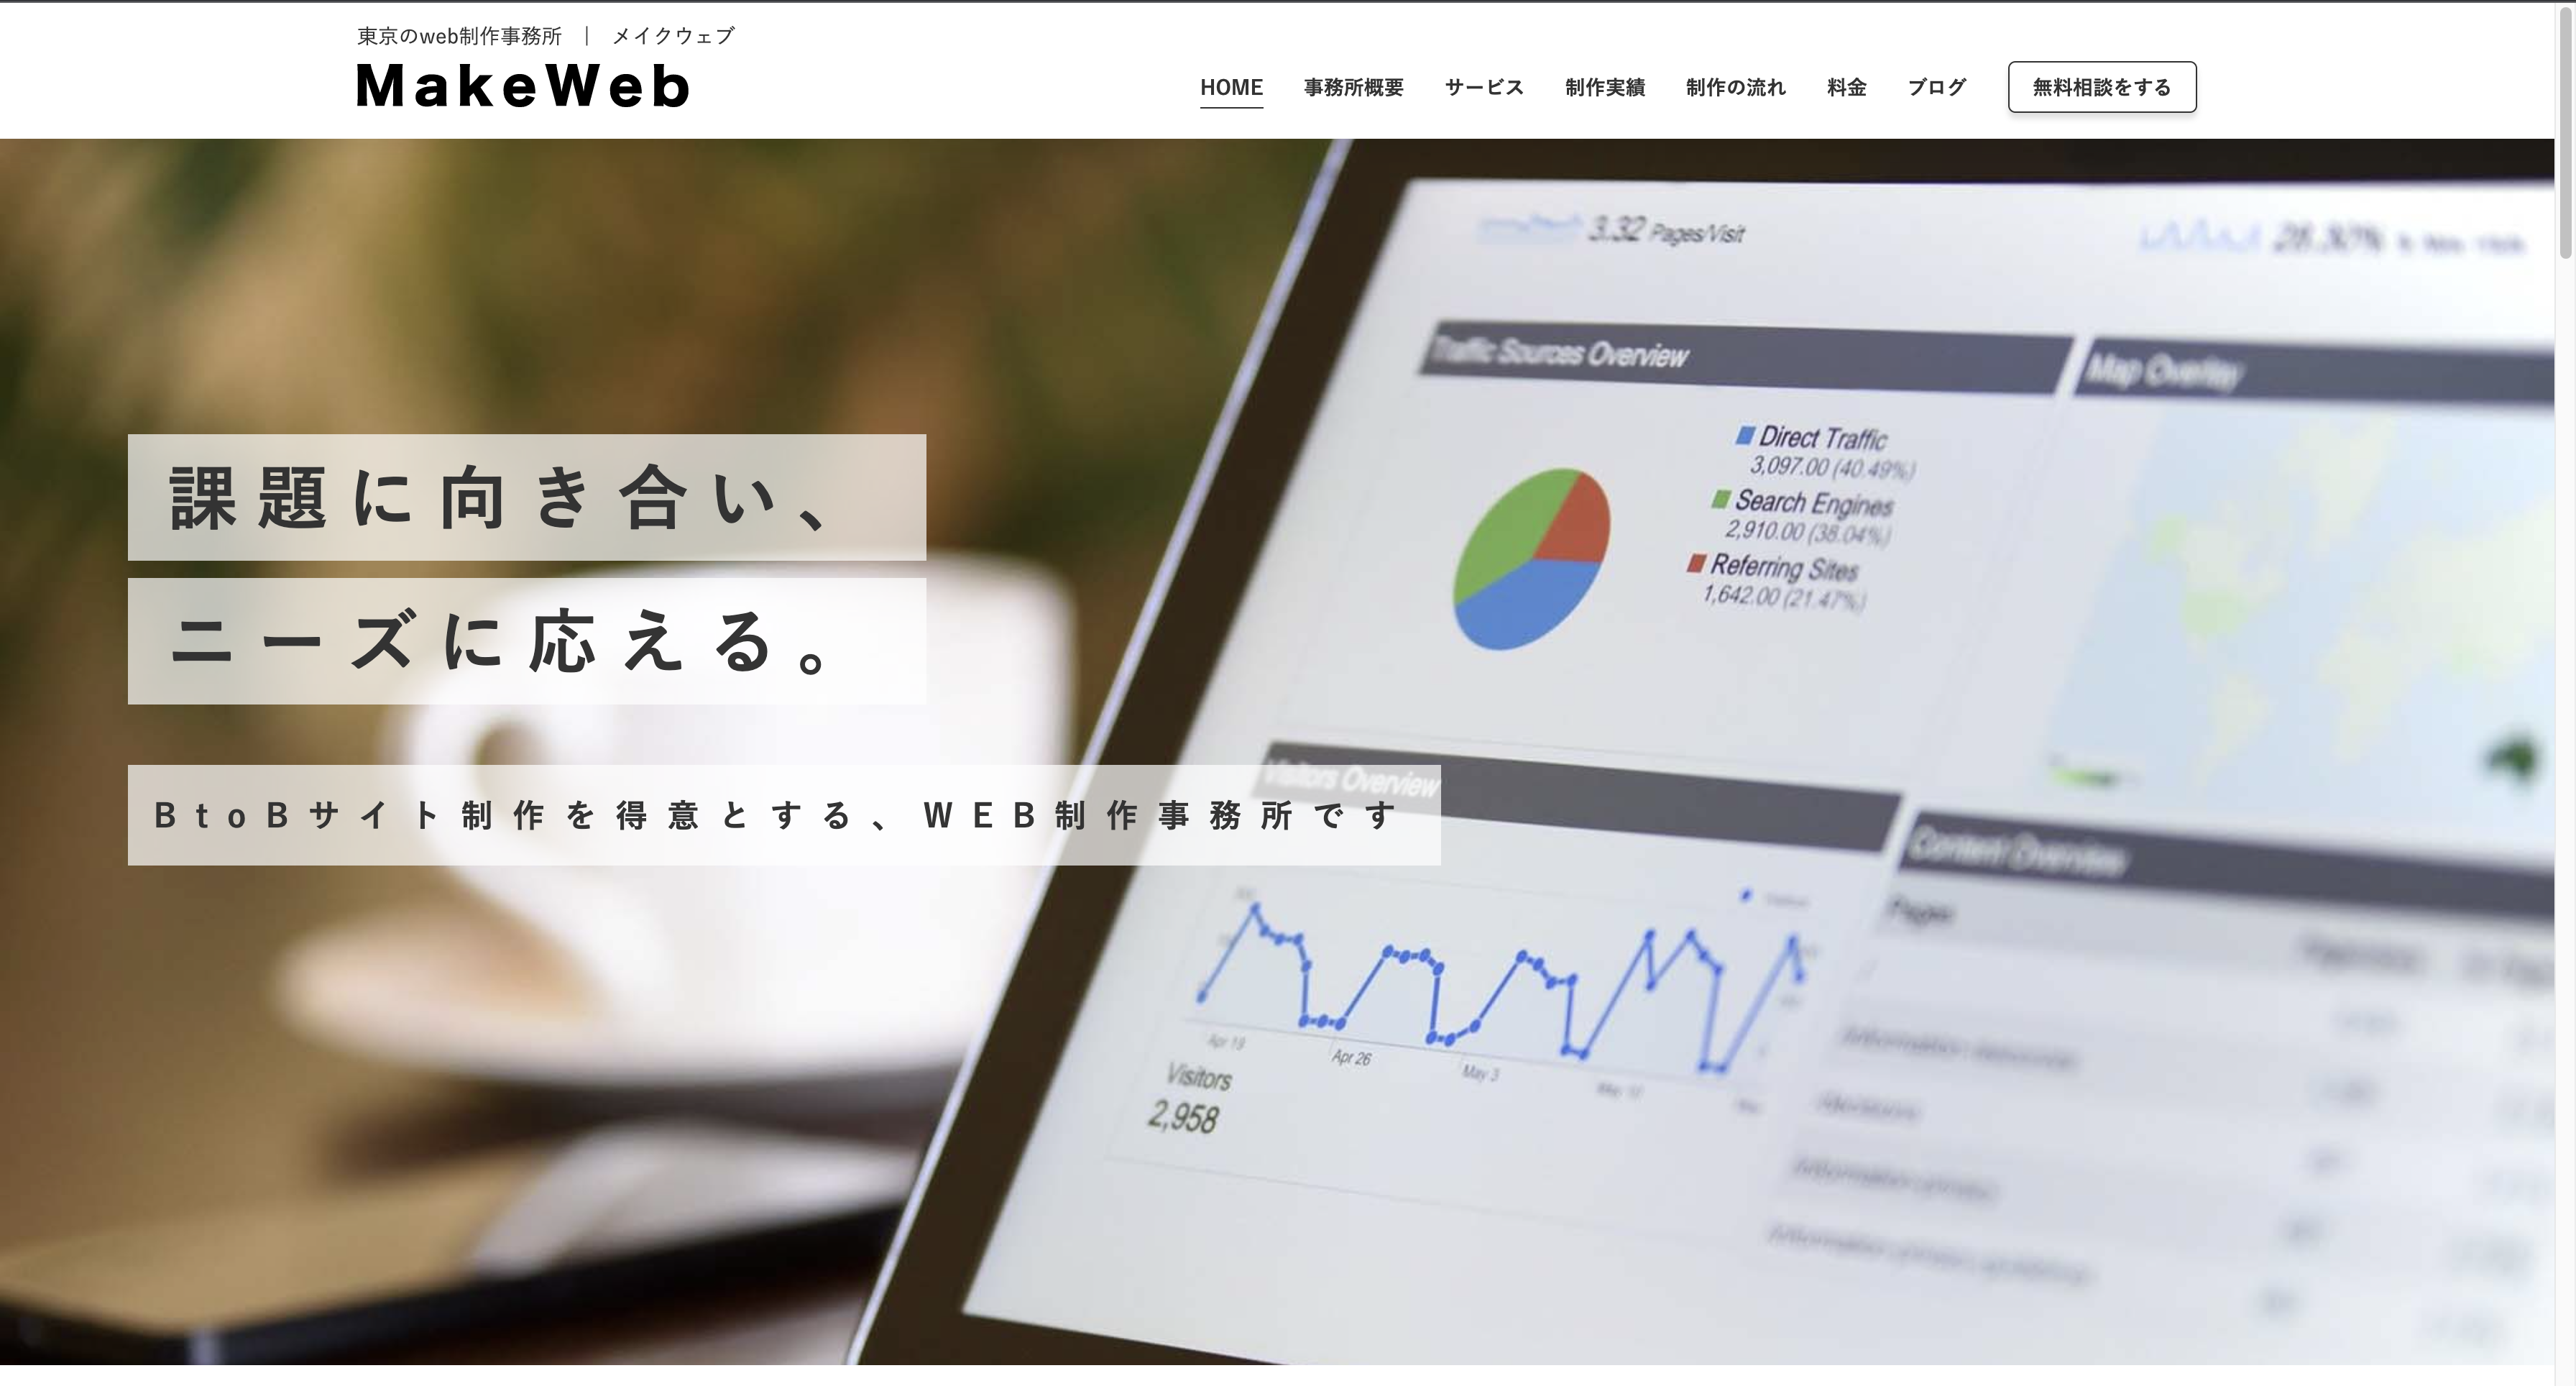 東京のweb制作事務所 ｜ メイクウェブ
MakeWeb
HOME 事務所概要 サービス 制作実績 制作の流れ 料金 ブログ 無料相談をする
課題に向き合い、
ニーズに応える。
BtoBサイト制作を得意とする、WEB制作事務所です
3.32 Pages/Visit
Traffic Sources Overview
Map Overlay
Direct Traffic
3,097.00 (40.49%)
Search Engines
2,910.00 (38.04%)
Referring Sites
1,642.00 (21.47%)
Visitors Overview
Content Overview
Pages
Apr 19
Apr 26
May 3
Visitors
2,958